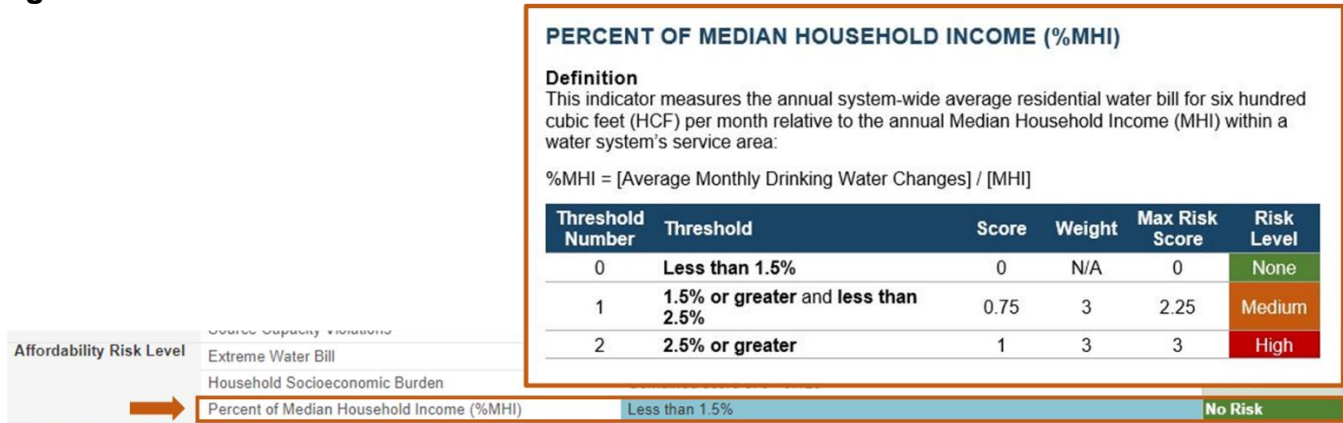 PERCENT OF MEDIAN HOUSEHOLD INCOME (%MHI)
Definition
This indicator measures the annual system-wide average residential water bill for six hundred
cubic feet (HCF) per month relative to the annual Median Household Income (MHI) within a
water system's service area:
%MHI = [Average Monthly Drinking Water Changes] / [MHI]
Threshold Number Threshold Score Weight Max Risk Score Risk Level
0 Less than 1.5% 0 N/A 0 None
1 1.5% or greater and less than 2.5% 0.75 3 2.25 Medium
2 2.5% or greater 1 3 3 High
Source Capacity Violations
Affordability Risk Level Extreme Water Bill
Household Socioeconomic Burden
Percent of Median Household Income (%MHI) Less than 1.5% No Risk